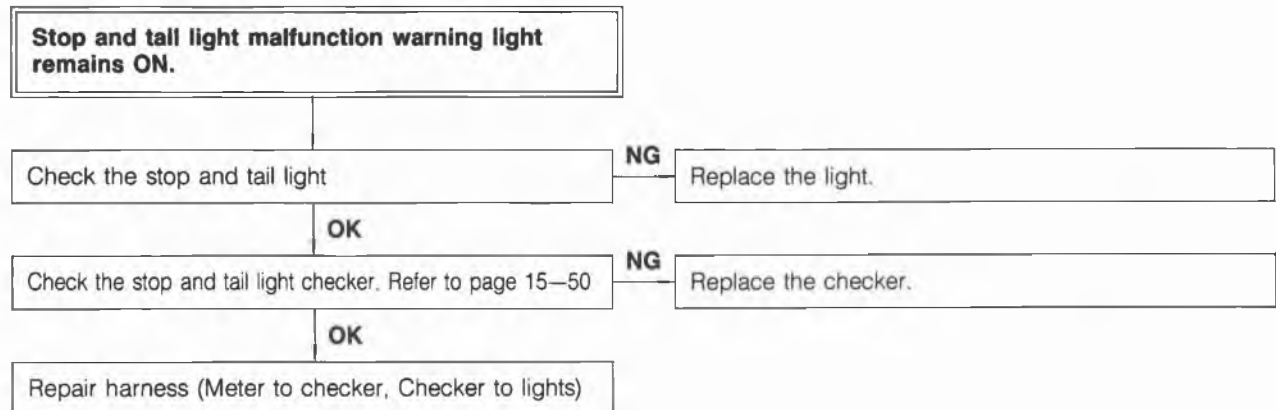 Stop and tail light malfunction warning light
remains ON.
Check the stop and tail light
NG
Replace the light.
OK
Check the stop and tail light checker. Refer to page 15—50
NG
Replace the checker.
OK
Repair harness (Meter to checker, Checker to lights)